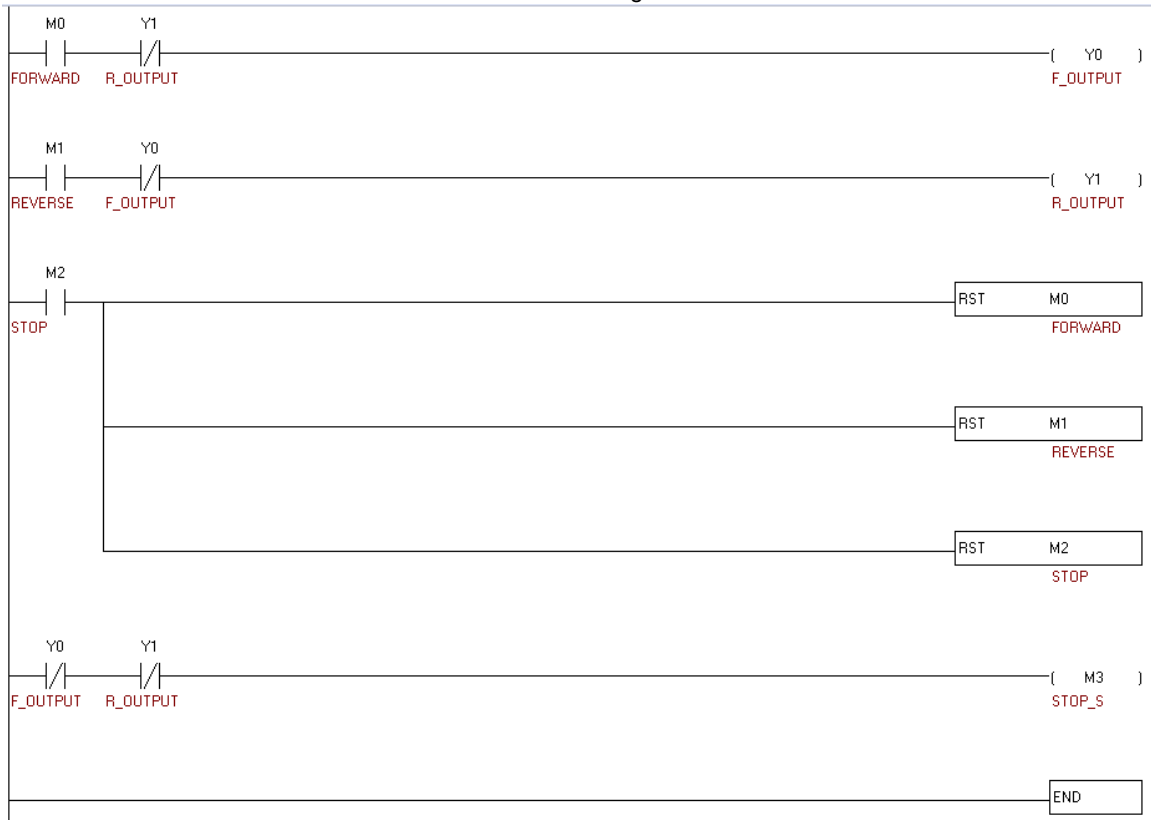 M0 Y1
( Y0 )
FORWARD R_OUTPUT F_OUTPUT
M1 Y0
( Y1 )
REVERSE F_OUTPUT R_OUTPUT
M2
RST M0
STOP FORWARD
RST M1
REVERSE
RST M2
STOP
Y0 Y1
( M3 )
F_OUTPUT R_OUTPUT STOP_S
END